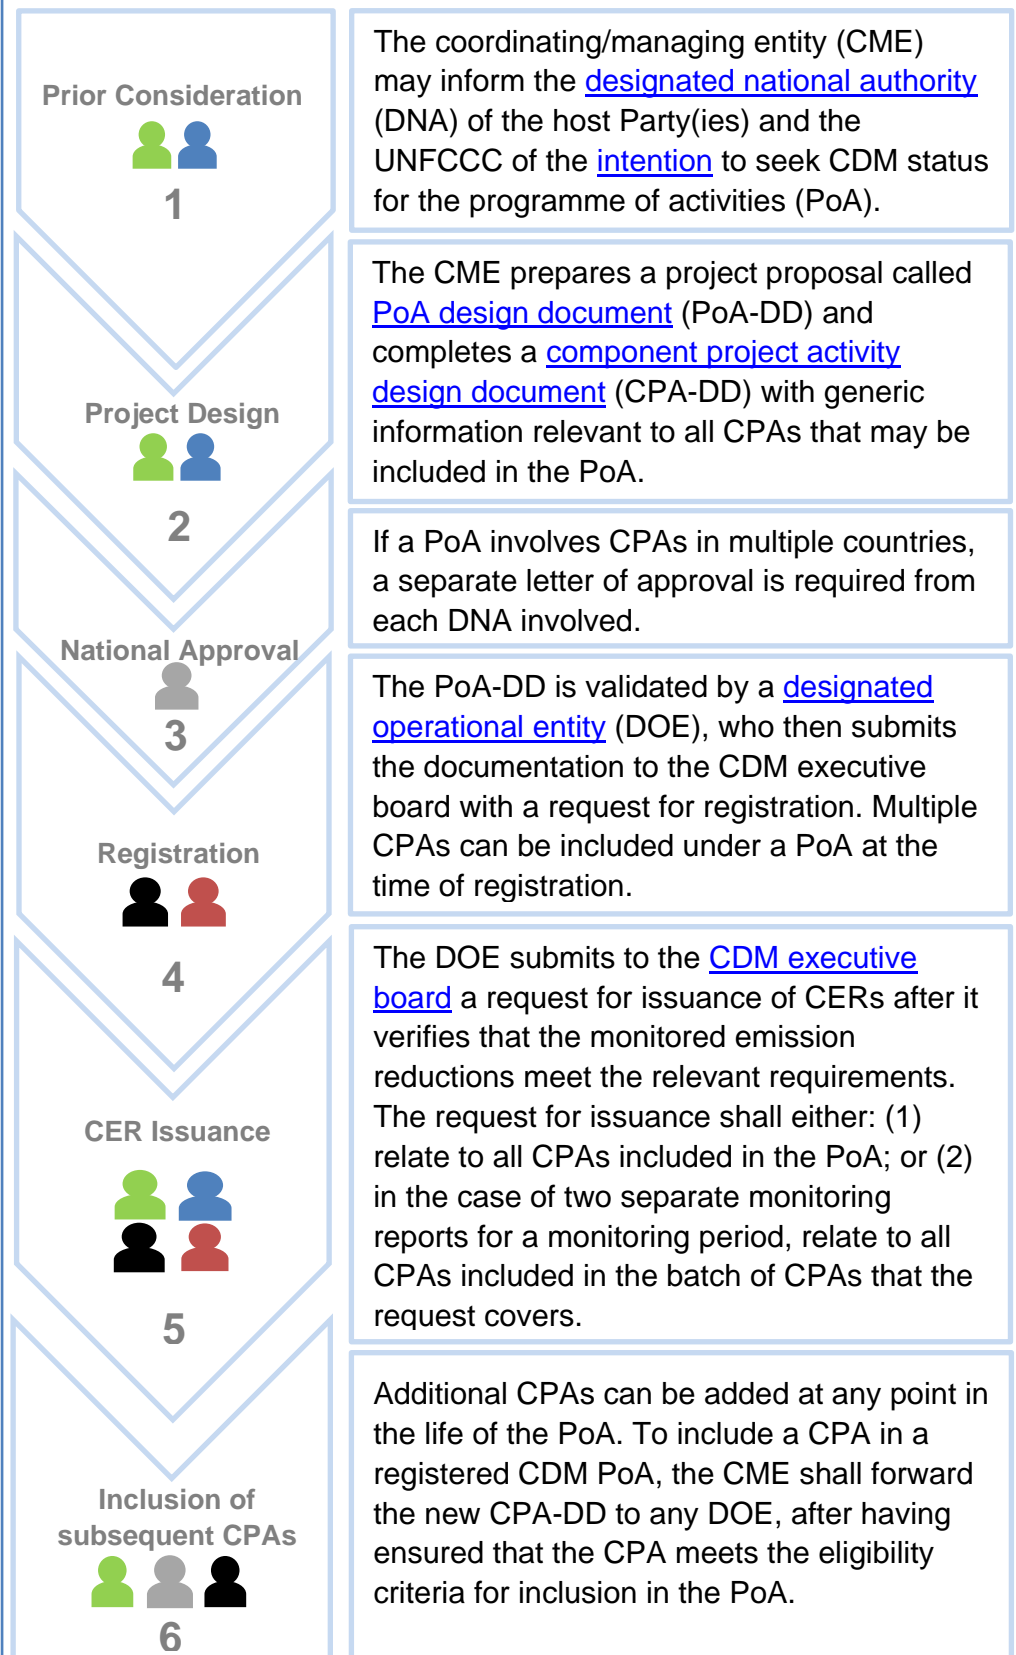 Prior Consideration
1
The coordinating/managing entity (CME)
may inform the designated national authority
(DNA) of the host Party(ies) and the
UNFCCC of the intention to seek CDM status
for the programme of activities (PoA).
Project Design
2
The CME prepares a project proposal called
PoA design document (PoA-DD) and
completes a component project activity
design document (CPA-DD) with generic
information relevant to all CPAs that may be
included in the PoA.
National Approval
3
If a PoA involves CPAs in multiple countries,
a separate letter of approval is required from
each DNA involved.
Registration
4
The PoA-DD is validated by a designated
operational entity (DOE), who then submits
the documentation to the CDM executive
board with a request for registration. Multiple
CPAs can be included under a PoA at the
time of registration.
CER Issuance
5
The DOE submits to the CDM executive
board a request for issuance of CERs after it
verifies that the monitored emission
reductions meet the relevant requirements.
The request for issuance shall either: (1)
relate to all CPAs included in the PoA; or (2)
in the case of two separate monitoring
reports for a monitoring period, relate to all
CPAs included in the batch of CPAs that the
request covers.
Inclusion of
subsequent CPAs
6
Additional CPAs can be added at any point in
the life of the PoA. To include a CPA in a
registered CDM PoA, the CME shall forward
the new CPA-DD to any DOE, after having
ensured that the CPA meets the eligibility
criteria for inclusion in the PoA.